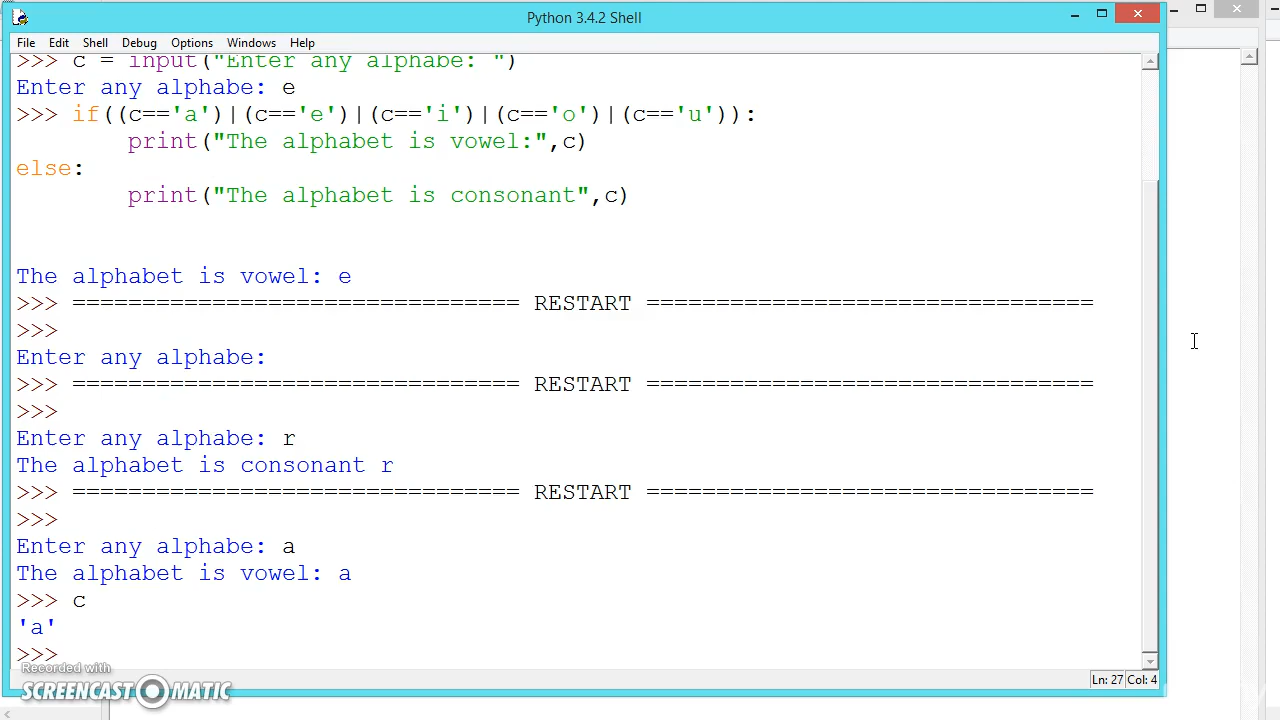 Python 3.4.2 Shell
File Edit Shell Debug Options Windows Help
>>> c = input("Enter any alphabe: ")
Enter any alphabe: e
>>> if((c=='a')|(c=='e')|(c=='i')|(c=='o')|(c=='u')):
print("The alphabet is vowel:",c)
else:
print("The alphabet is consonant",c)
The alphabet is vowel: e
>>> ================================ RESTART ================================
>>>
Enter any alphabe:
>>> ================================ RESTART ================================
>>>
Enter any alphabe: r
The alphabet is consonant r
>>> ================================ RESTART ================================
>>>
Enter any alphabe: a
The alphabet is vowel: a
>>> c
'a'
>>>
Recorded with
SCREENCAST MATIC
Ln: 27 Col: 4